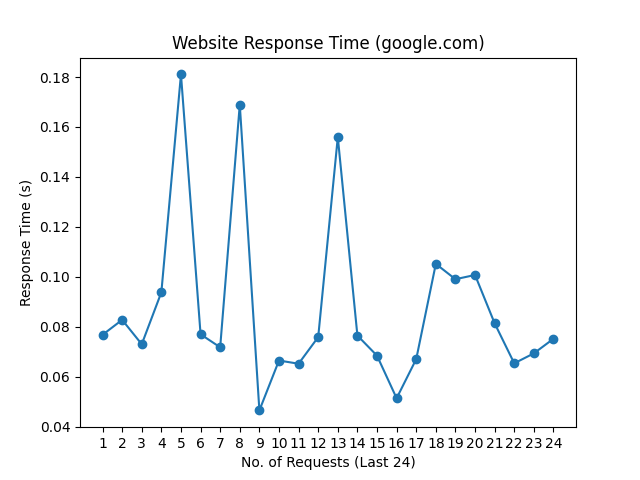 Website Response Time (google.com)
0.18
0.16
0.14
0.12
0.10
0.08
0.06
0.04
Response Time (s)
1 2 3 4 5 6 7 8 9 10 11 12 13 14 15 16 17 18 19 20 21 22 23 24
No. of Requests (Last 24)